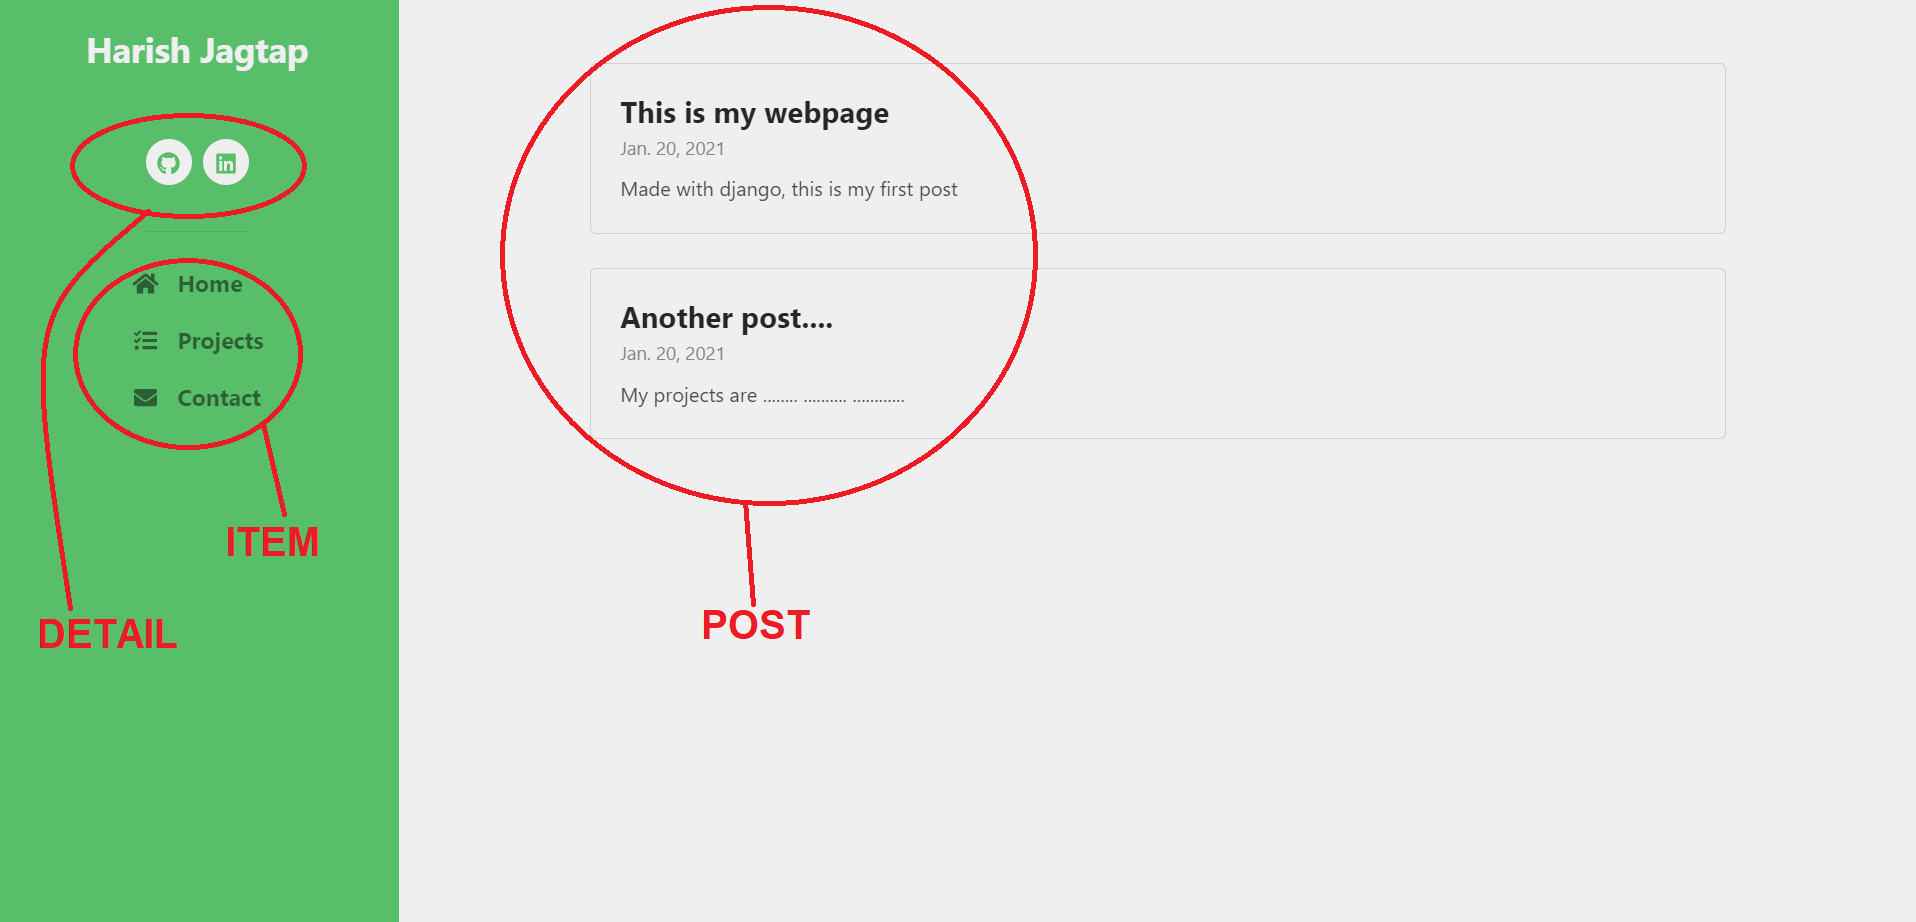 Harish Jagtap
in
Home
Projects
Contact
ITEM
DETAIL
This is my webpage
Jan. 20, 2021
Made with django, this is my first post
Another post....
Jan. 20, 2021
My projects are ........ .......... ............
POST